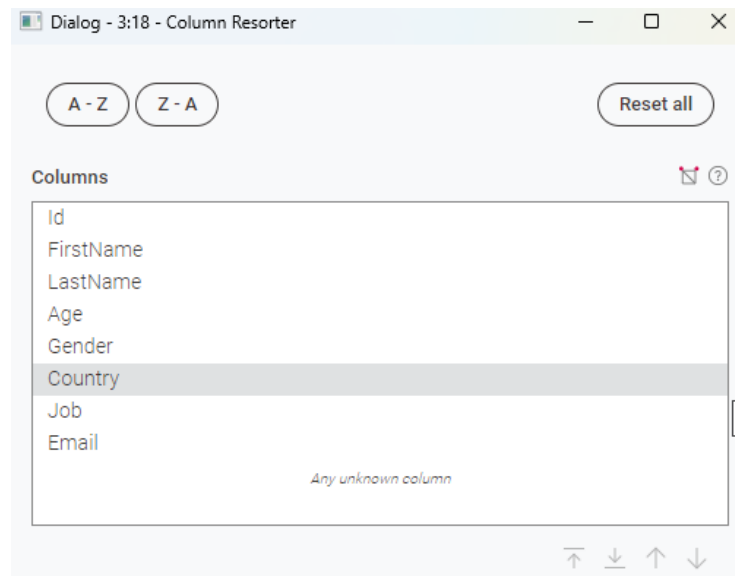 Dialog - 3:18 - Column Resorter
A - Z Z - A Reset all
Columns
Id
FirstName
LastName
Age
Gender
Country
Job
Email
Any unknown column